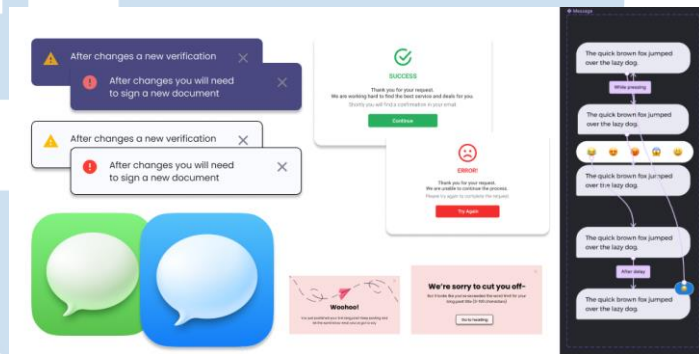 After changes a new verification
After changes you will need
to sign a new document
After changes a new verification
After changes you will need
to sign a new document
SUCCESS
Thank you for your request.
We are working hard to find the best service and deals for you.
Shortly you will find a confirmation in your email.
Continue
ERROR!
Thank you for your request.
We are unable to continue the process.
Please try again to complete the request.
Try Again
Woohoo!
We're sorry to cut you off-
Go to heading
Message
The quick brown fox jumped
over the lazy dog.
While pressing
The quick brown fox jumped
over the lazy dog.
The quick brown fox jumped
over the lazy dog.
The quick brown fox jumped
over the lazy dog.
After delay
The quick brown fox jumped
over the lazy dog.